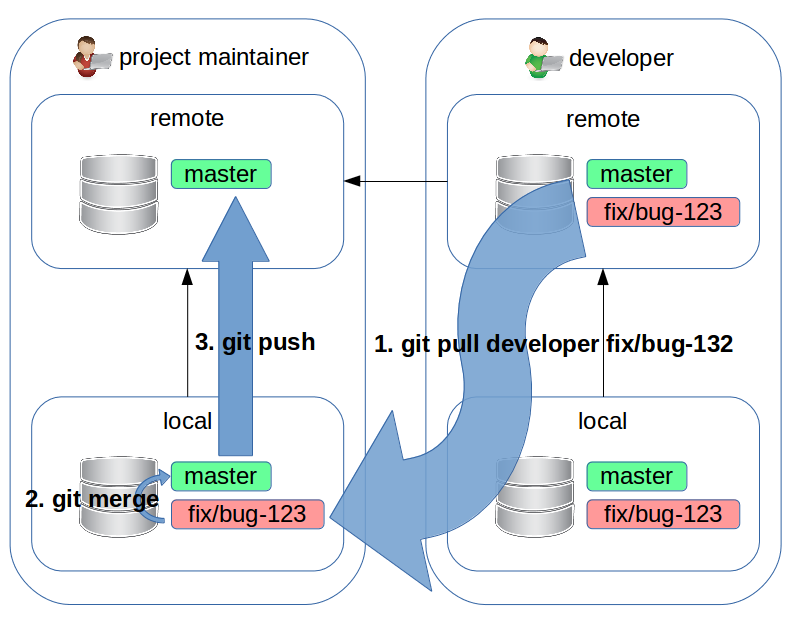 project maintainer
developer
remote
master
remote
master
fix/bug-123
3. git push
1. git pull developer fix/bug-132
local
master
2. git merge
fix/bug-123
local
master
fix/bug-123